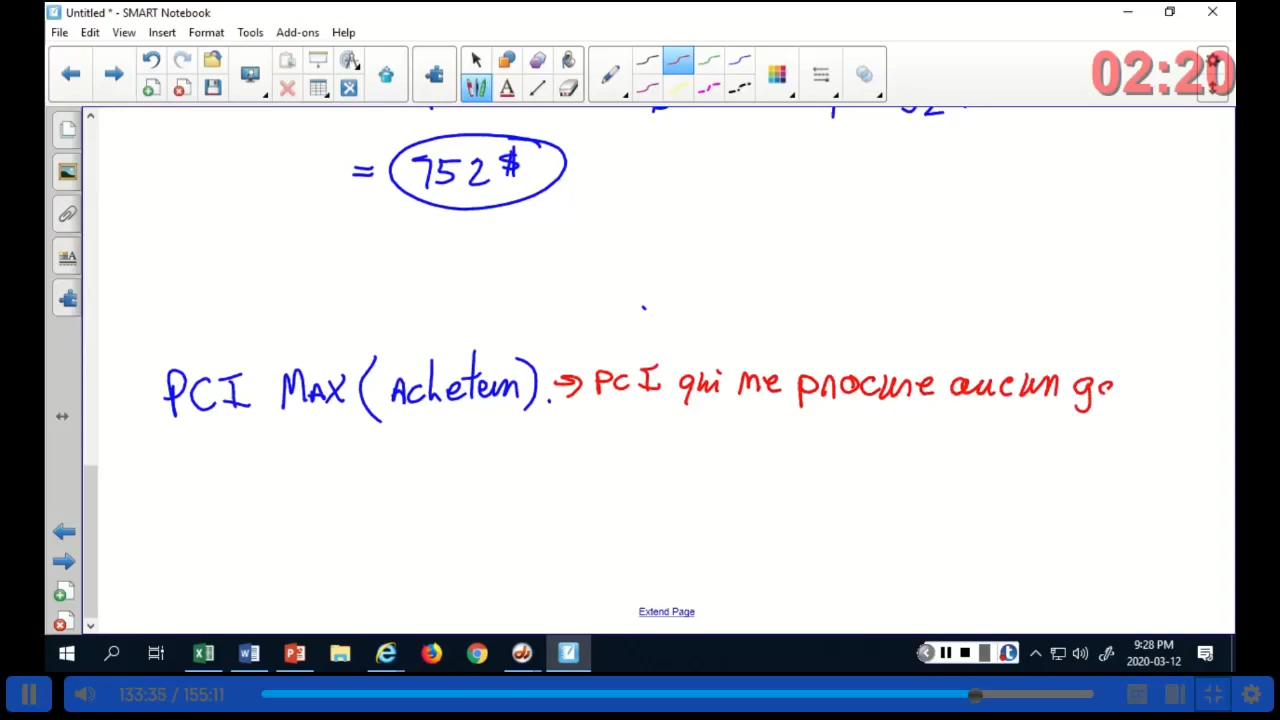 Untitled * - SMART Notebook
File Edit View Insert Format Tools Add-ons Help
02:20
= 752 $
PCI MAX (Acheteur). → PCI qui me procure aucun ga
Extend Page
9:28 PM
2020-03-12
133:35 / 155:11